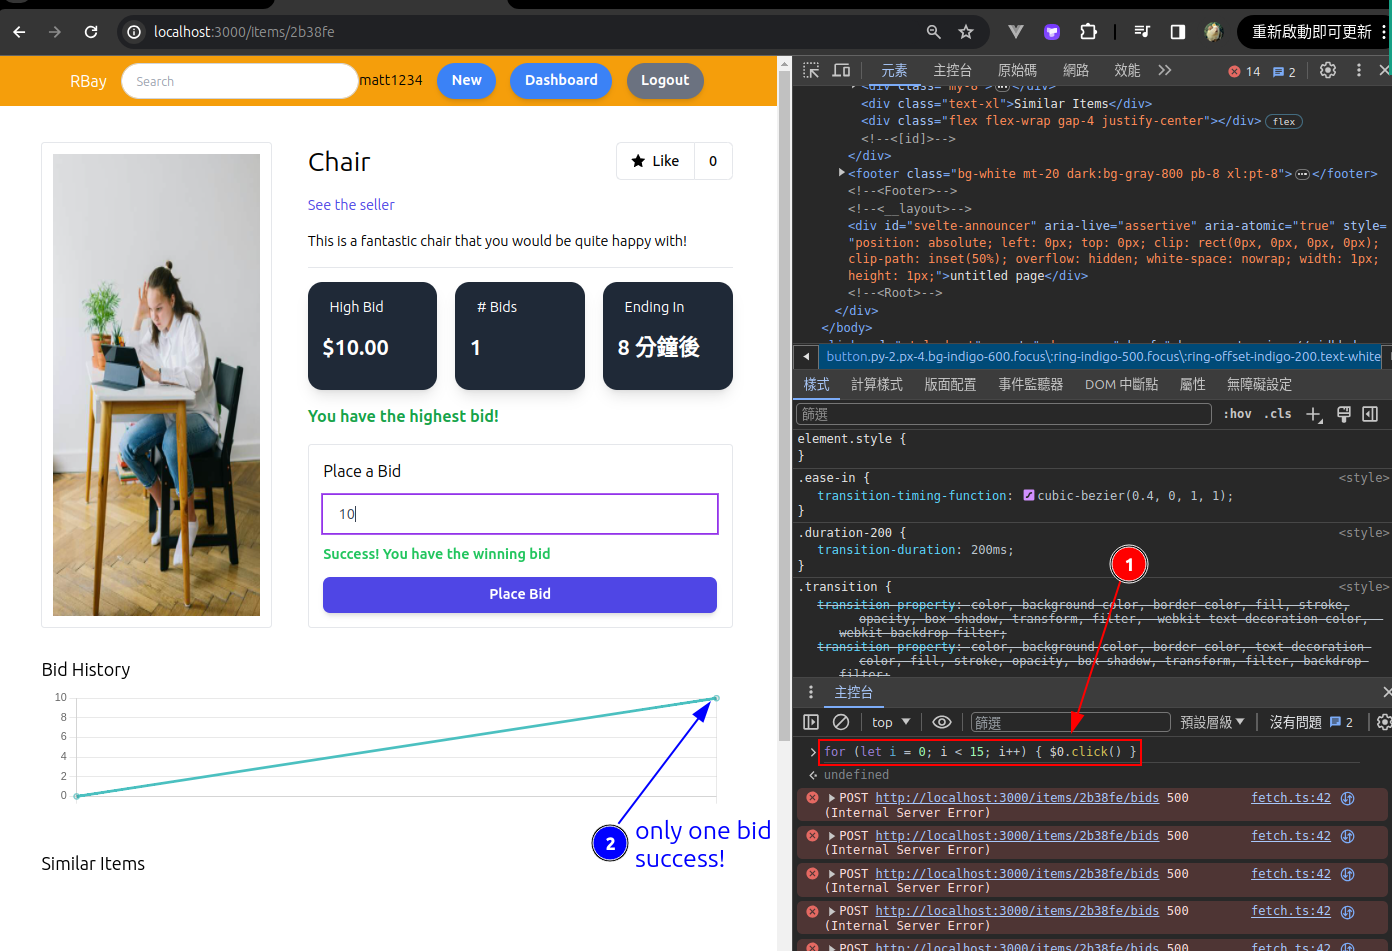 localhost:3000/items/2b38fe
重新啟動即可更新
RBay
Search
matt1234
New
Dashboard
Logout
Chair
Like
0
See the seller
This is a fantastic chair that you would be quite happy with!
High Bid
$10.00
# Bids
1
Ending In
8 分鐘後
You have the highest bid!
Place a Bid
10
Success! You have the winning bid
Place Bid
Bid History
10
8
6
4
2
0
2
only one bid
success!
Similar Items
元素
主控台
原始碼
網路
效能
14
2
<div class="my-8">…</div>
<div class="text-xl">Similar Items</div>
<div class="flex flex-wrap gap-4 justify-center"></div> flex
<!--<[id]>-->
</div>
<footer class="bg-white mt-20 dark:bg-gray-800 pb-8 xl:pt-8">…</footer>
<!--<Footer>-->
<!--<__layout>-->
<div id="svelte-announcer" aria-live="assertive" aria-atomic="true" style=
"position: absolute; left: 0px; top: 0px; clip: rect(0px, 0px, 0px, 0px);
clip-path: inset(50%); overflow: hidden; white-space: nowrap; width: 1px;
height: 1px;">untitled page</div>
<!--<Root>-->
</div>
</body>
button.py-2.px-4.bg-indigo-600.focus\:ring-indigo-500.focus\:ring-offset-indigo-200.text-white
樣式
計算樣式
版面配置
事件監聽器
DOM 中斷點
屬性
無障礙設定
篩選
:hov
.cls
element.style {
}
.ease-in {
<style>
transition-timing-function: cubic-bezier(0.4, 0, 1, 1);
}
.duration-200 {
<style>
transition-duration: 200ms;
}
1
.transition {
<style>
transition-property: color, background-color, border-color, fill, stroke,
opacity, box-shadow, transform, filter, -webkit-text-decoration-color, -
webkit-backdrop-filter;
transition-property: color, background-color, border-color, text-decoration-
color, fill, stroke, opacity, box-shadow, transform, filter, backdrop-
filter;
主控台
top
篩選
預設層級
沒有問題
2
for (let i = 0; i < 15; i++) { $0.click() }
undefined
POST http://localhost:3000/items/2b38fe/bids 500 fetch.ts:42
(Internal Server Error)
POST http://localhost:3000/items/2b38fe/bids 500 fetch.ts:42
(Internal Server Error)
POST http://localhost:3000/items/2b38fe/bids 500 fetch.ts:42
(Internal Server Error)
POST http://localhost:3000/items/2b38fe/bids 500 fetch.ts:42
(Internal Server Error)
POST http://localhost:3000/items/2b38fe/bids 500 fetch.ts:42